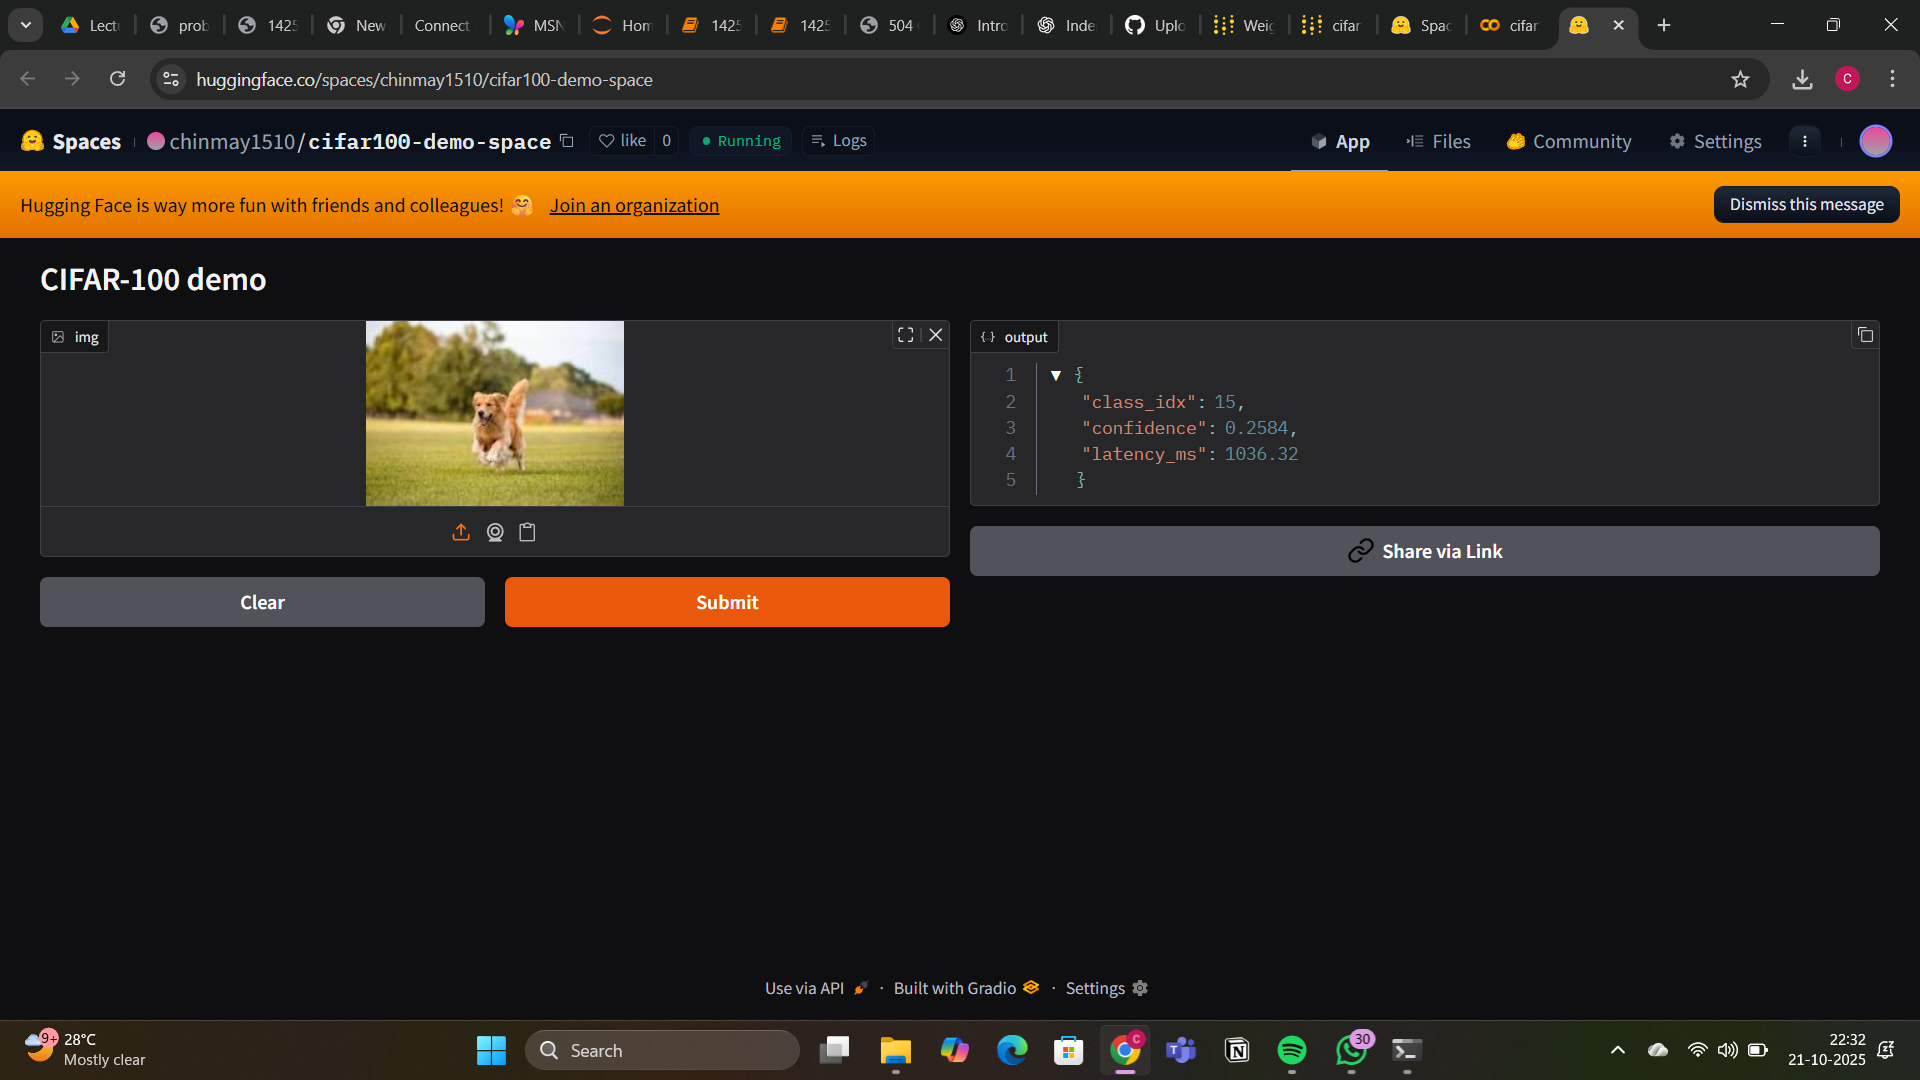 Lect
prob
1425
New
Connect
MSN
Hom
1425
1425
504
Intro
Inde
Uplo
Weig
cifar
Spac
cifar
huggingface.co/spaces/chinmay1510/cifar100-demo-space
C
Spaces
chinmay1510/cifar100-demo-space
like 0
Running
Logs
App
Files
Community
Settings
Hugging Face is way more fun with friends and colleagues! Join an organization
Dismiss this message
CIFAR-100 demo
img
output
1 {
2 "class_idx": 15,
3 "confidence": 0.2584,
4 "latency_ms": 1036.32
5 }
Share via Link
Clear
Submit
Use via API · Built with Gradio · Settings
9+
28°C
Mostly clear
Search
C
30
22:32
21-10-2025